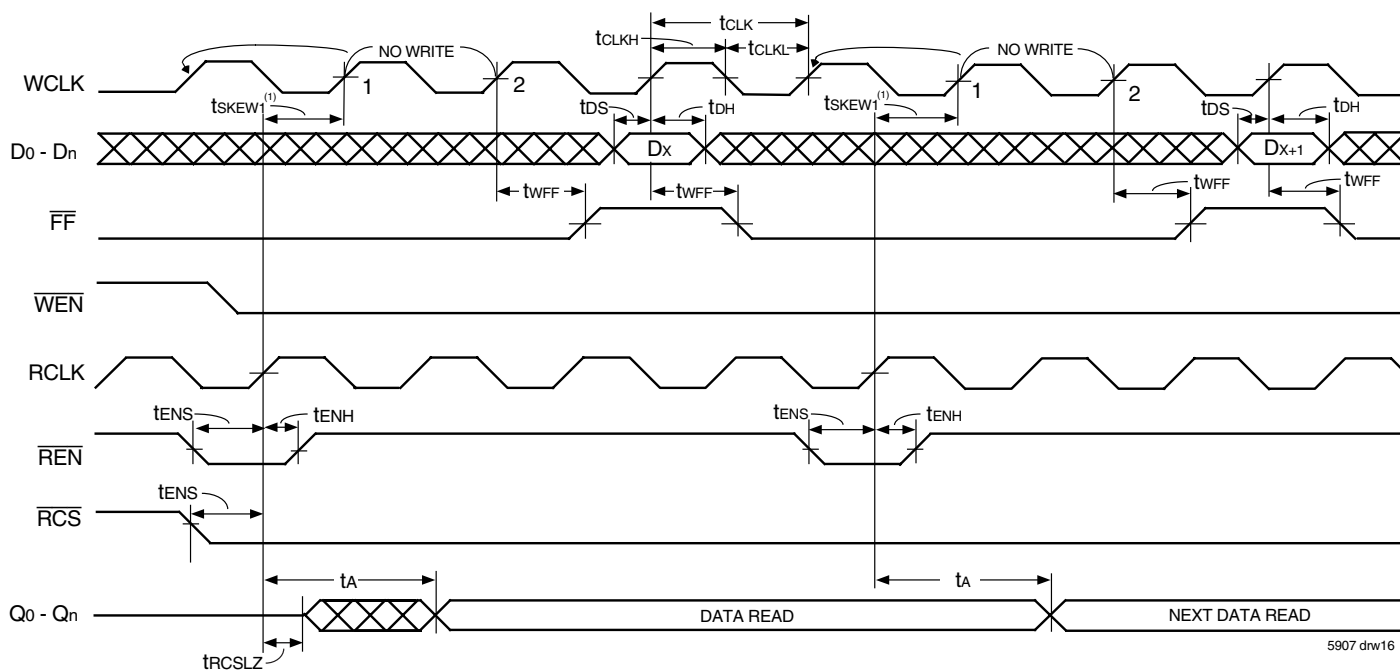 tCLK
tCLKH
tCLKL
NO WRITE
NO WRITE
WCLK
1
2
1
2
tSKEW1(1)
tDS
tDH
tSKEW1(1)
tDS
tDH
D0 - Dn
DX
DX+1
tWFF
tWFF
tWFF
tWFF
FF
WEN
RCLK
tENS
tENH
tENS
tENH
REN
tENS
RCS
tA
tA
Q0 - Qn
DATA READ
NEXT DATA READ
tRCSLZ
5907 drw16